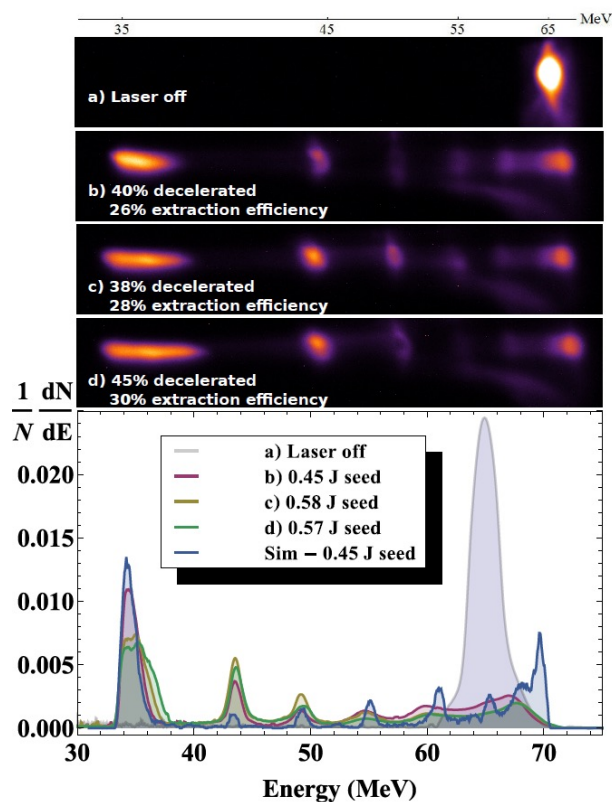 MeV
35 45 55 65
a) Laser off
b) 40% decelerated
26% extraction efficiency
c) 38% decelerated
28% extraction efficiency
d) 45% decelerated
30% extraction efficiency
1 dN
N dE
a) Laser off
b) 0.45 J seed
c) 0.58 J seed
d) 0.57 J seed
Sim − 0.45 J seed
0.020
0.015
0.010
0.005
0.000
30 40 50 60 70
Energy (MeV)